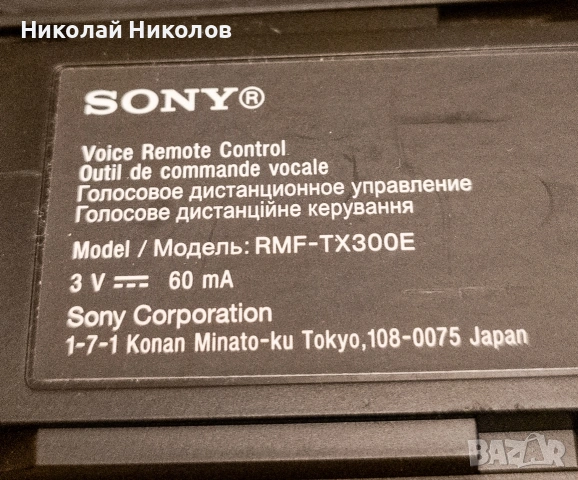 Николай Николов
SONY®
Voice Remote Control
Outil de commande vocale
Голосовое дистанционное управление
Голосове дистанційне керування
Model / Модель: RMF-TX300E
3 V 60 mA
Sony Corporation
1-7-1 Konan Minato-ku Tokyo,108-0075 Japan
BAZAR